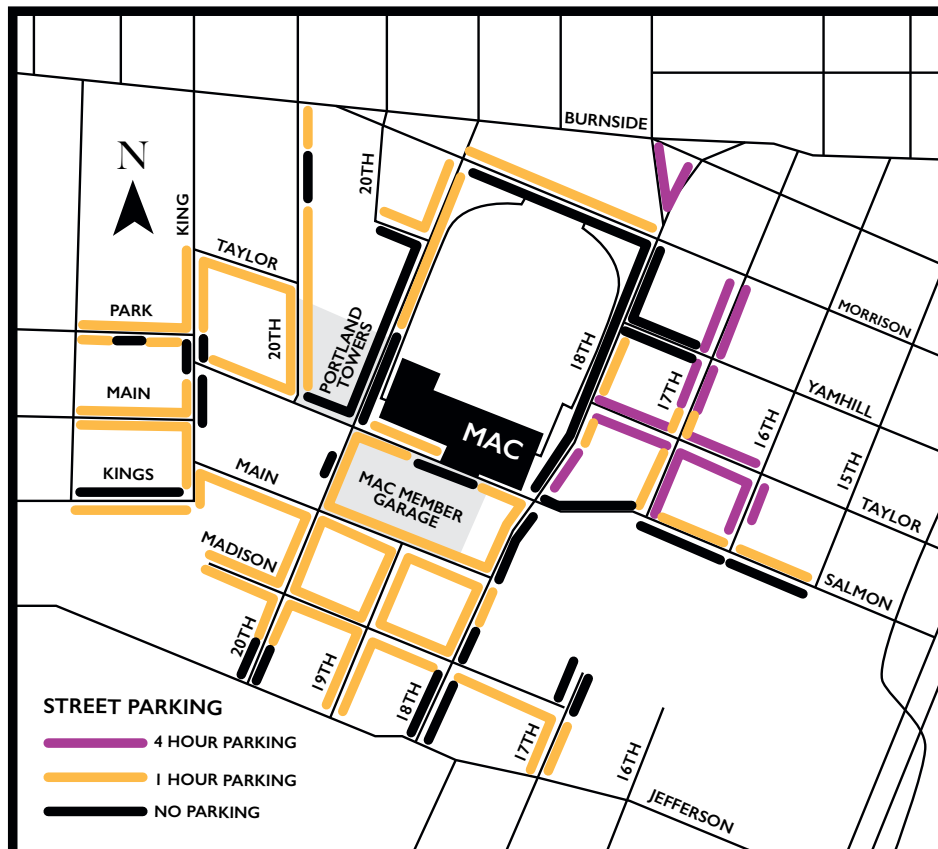 BURNSIDE
N
20TH
KING
TAYLOR
PARK
MORRISON
PORTLAND
TOWERS
20TH
18TH
17TH
MAIN
YAMHILL
16TH
MAC
15TH
KINGS
MAIN
MAC MEMBER
GARAGE
TAYLOR
MADISON
SALMON
20TH
19TH
18TH
17TH
16TH
STREET PARKING
4 HOUR PARKING
1 HOUR PARKING
NO PARKING
JEFFERSON